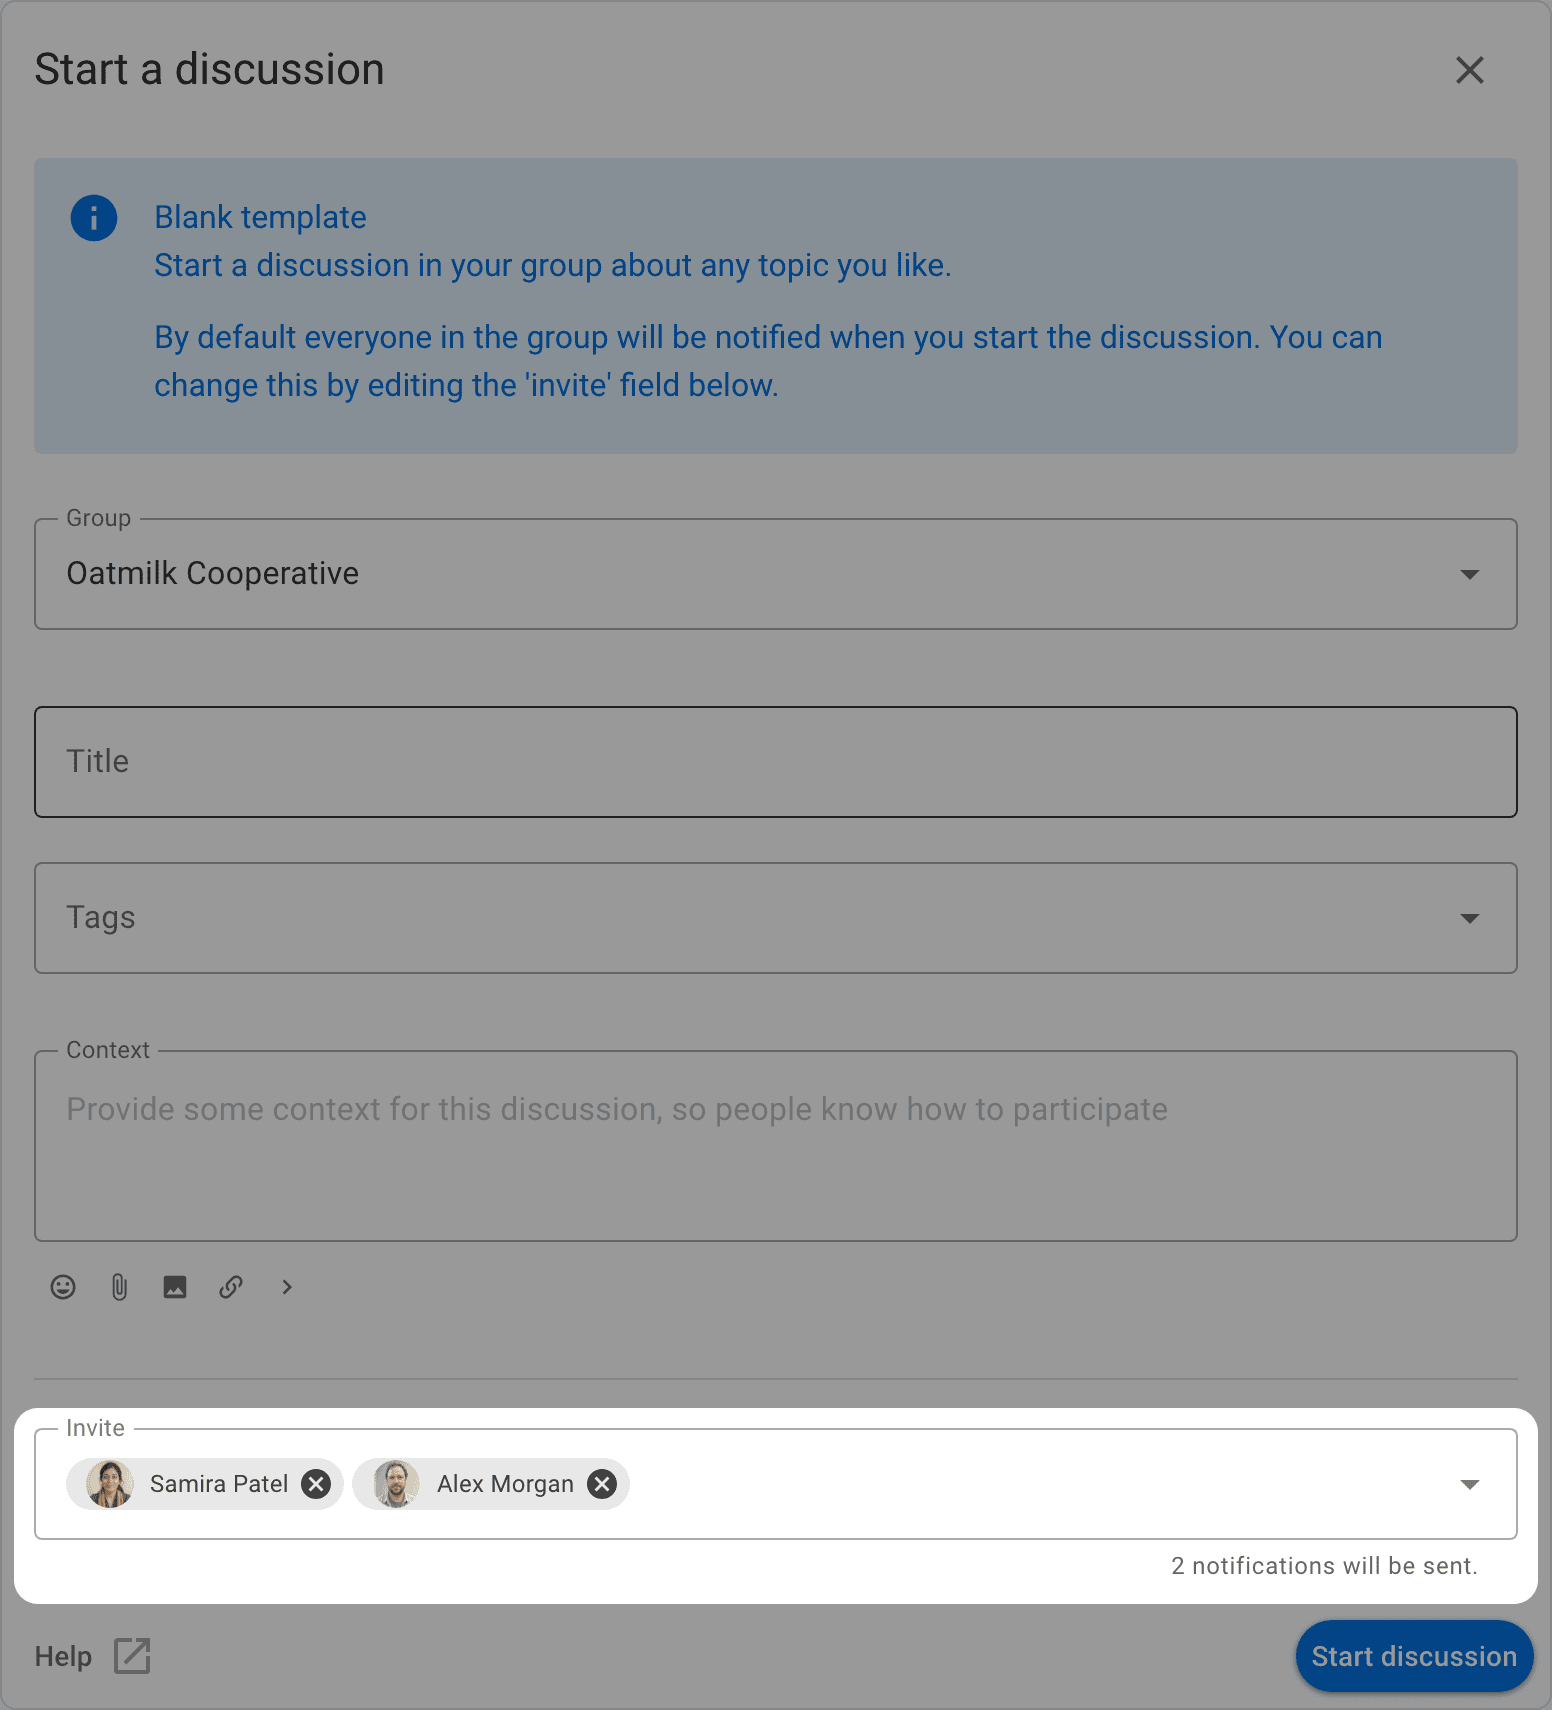 Start a discussion
Blank template
Start a discussion in your group about any topic you like.
By default everyone in the group will be notified when you start the discussion. You can
change this by editing the 'invite' field below.
Group
Oatmilk Cooperative
Title
Tags
Context
Provide some context for this discussion, so people know how to participate
Invite
Samira Patel Alex Morgan
2 notifications will be sent.
Help Start discussion